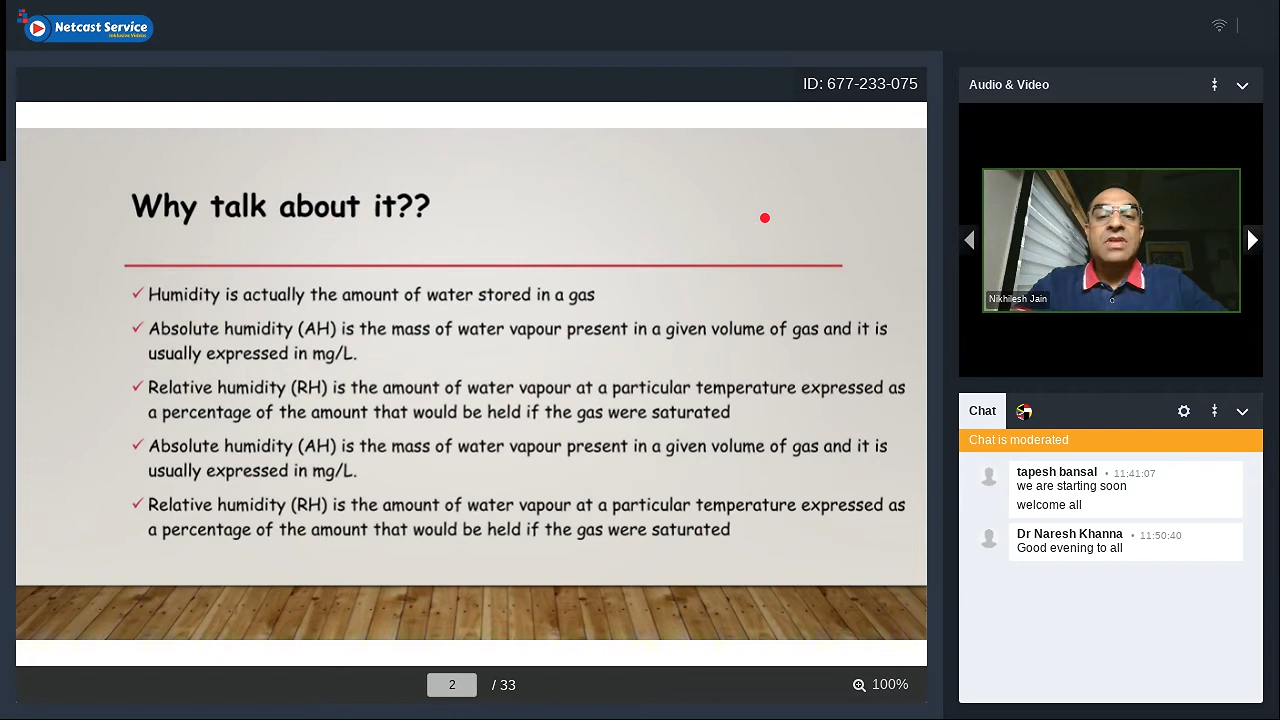 Netcast Service
Inklusive Videos
ID: 677-233-075
Why talk about it??
Humidity is actually the amount of water stored in a gas
Absolute humidity (AH) is the mass of water vapour present in a given volume of gas and it is
usually expressed in mg/L.
Relative humidity (RH) is the amount of water vapour at a particular temperature expressed as
a percentage of the amount that would be held if the gas were saturated
Absolute humidity (AH) is the mass of water vapour present in a given volume of gas and it is
usually expressed in mg/L.
Relative humidity (RH) is the amount of water vapour at a particular temperature expressed as
a percentage of the amount that would be held if the gas were saturated
2 / 33
100%
Audio & Video
Nikhilesh Jain
Chat
Chat is moderated
tapesh bansal • 11:41:07
we are starting soon
welcome all
Dr Naresh Khanna • 11:50:40
Good evening to all